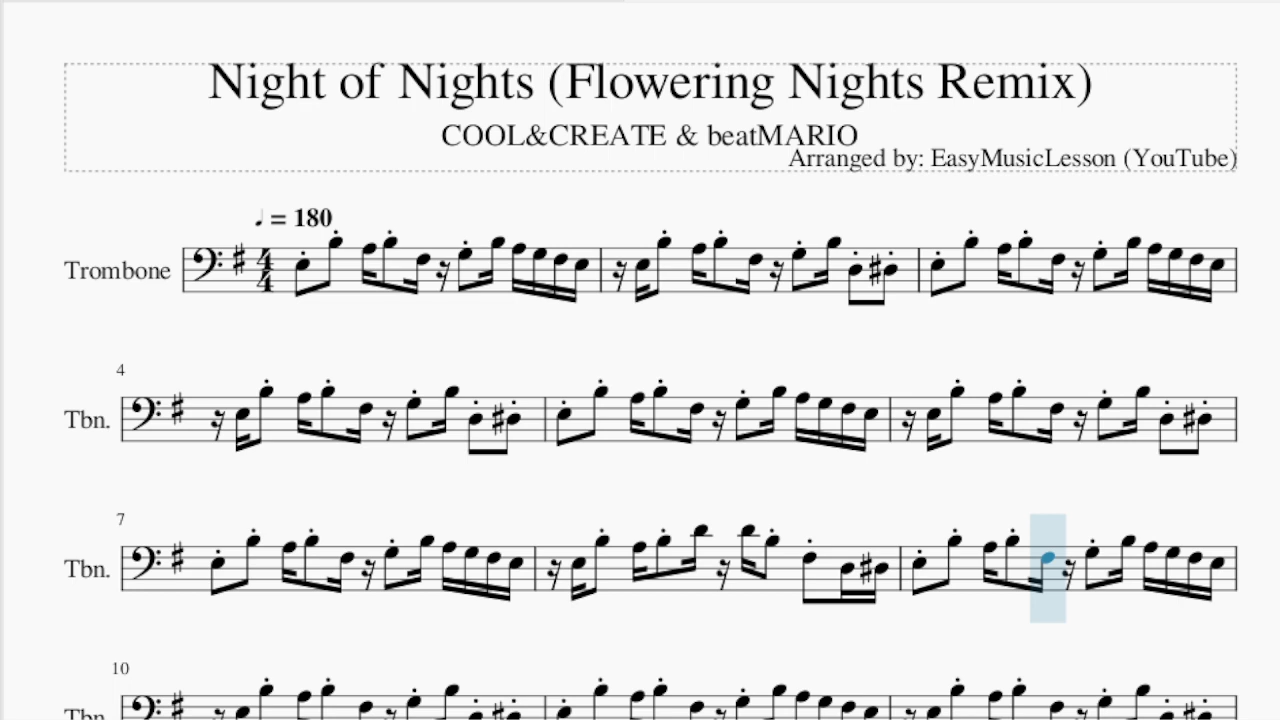 Night of Nights (Flowering Nights Remix)
COOL&CREATE & beatMARIO
Arranged by: EasyMusicLesson (YouTube)
♩ = 180
Trombone
4
Tbn.
7
Tbn.
10
Tbn.